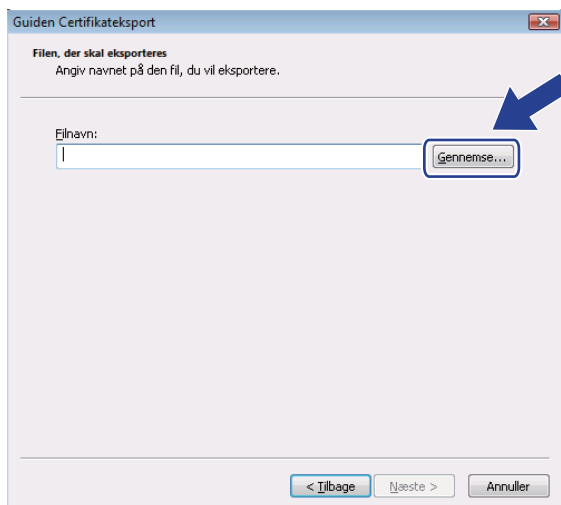 Guiden Certifikateksport
Filen, der skal eksporteres
Angiv navnet på den fil, du vil eksportere.
Filnavn:
Gennemse...
< Tilbage Næste > Annuller